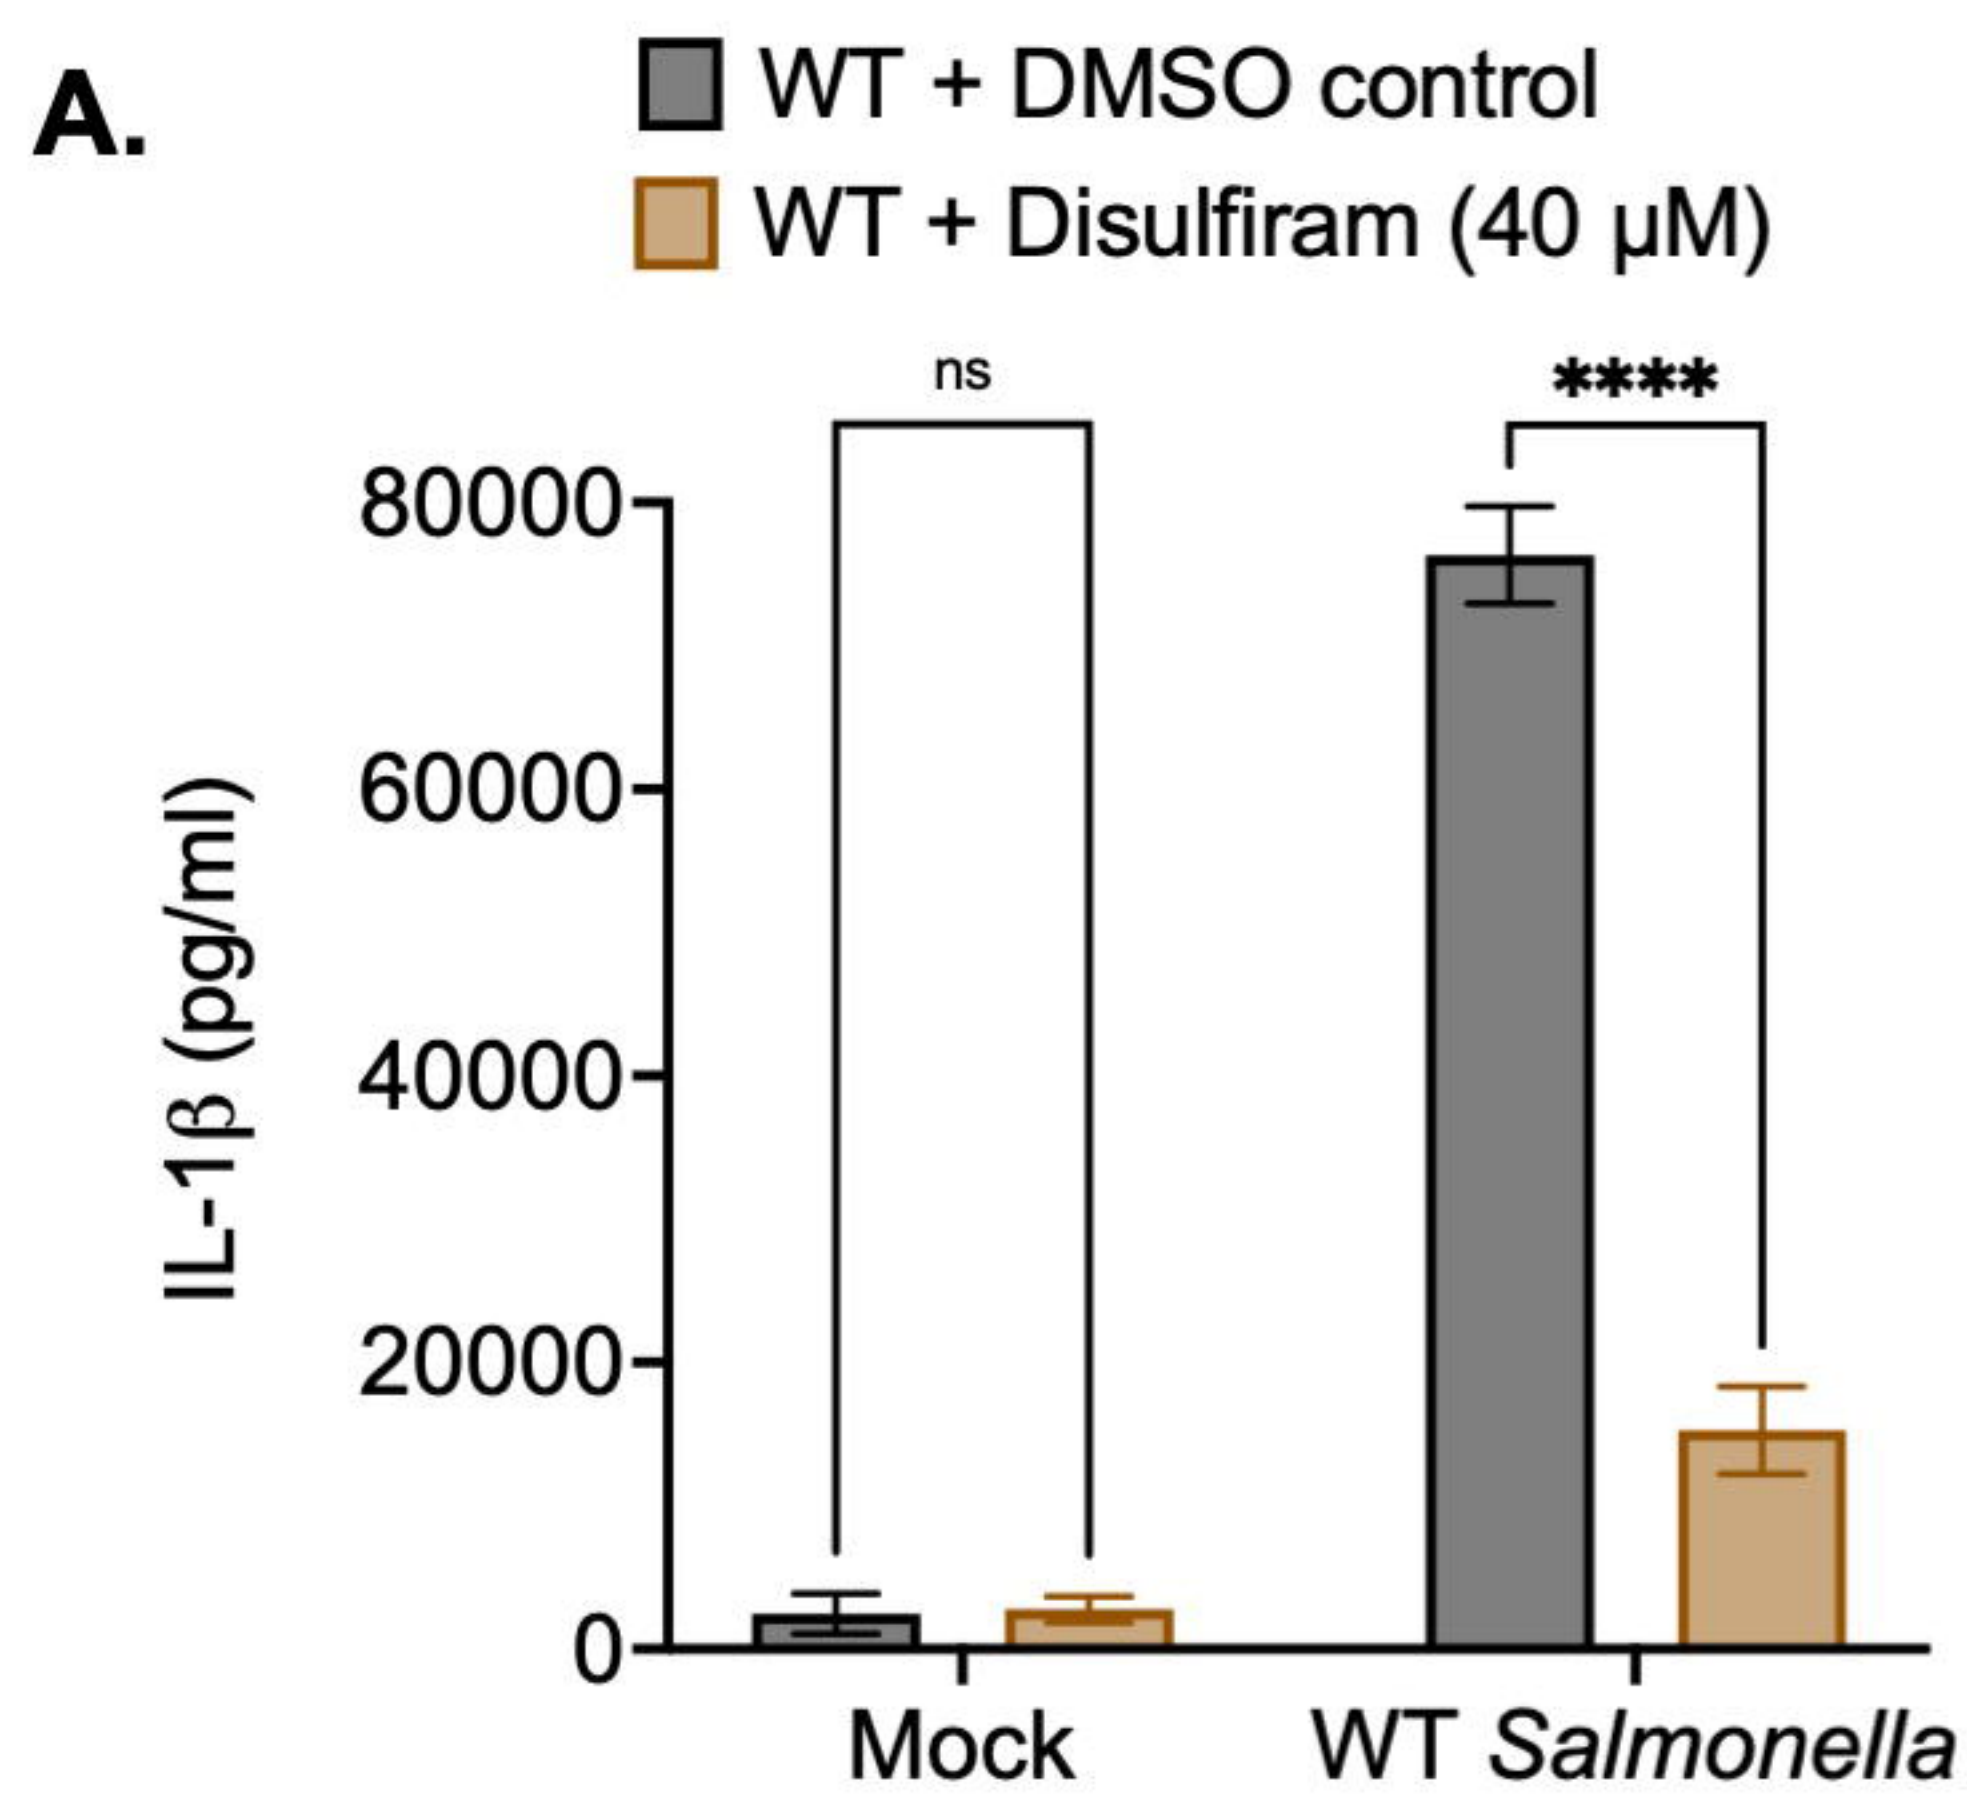 A.
WT + DMSO control
WT + Disulfiram (40 µM)
ns
****
80000
60000
40000
20000
0
IL-1β (pg/ml)
Mock
WT Salmonella